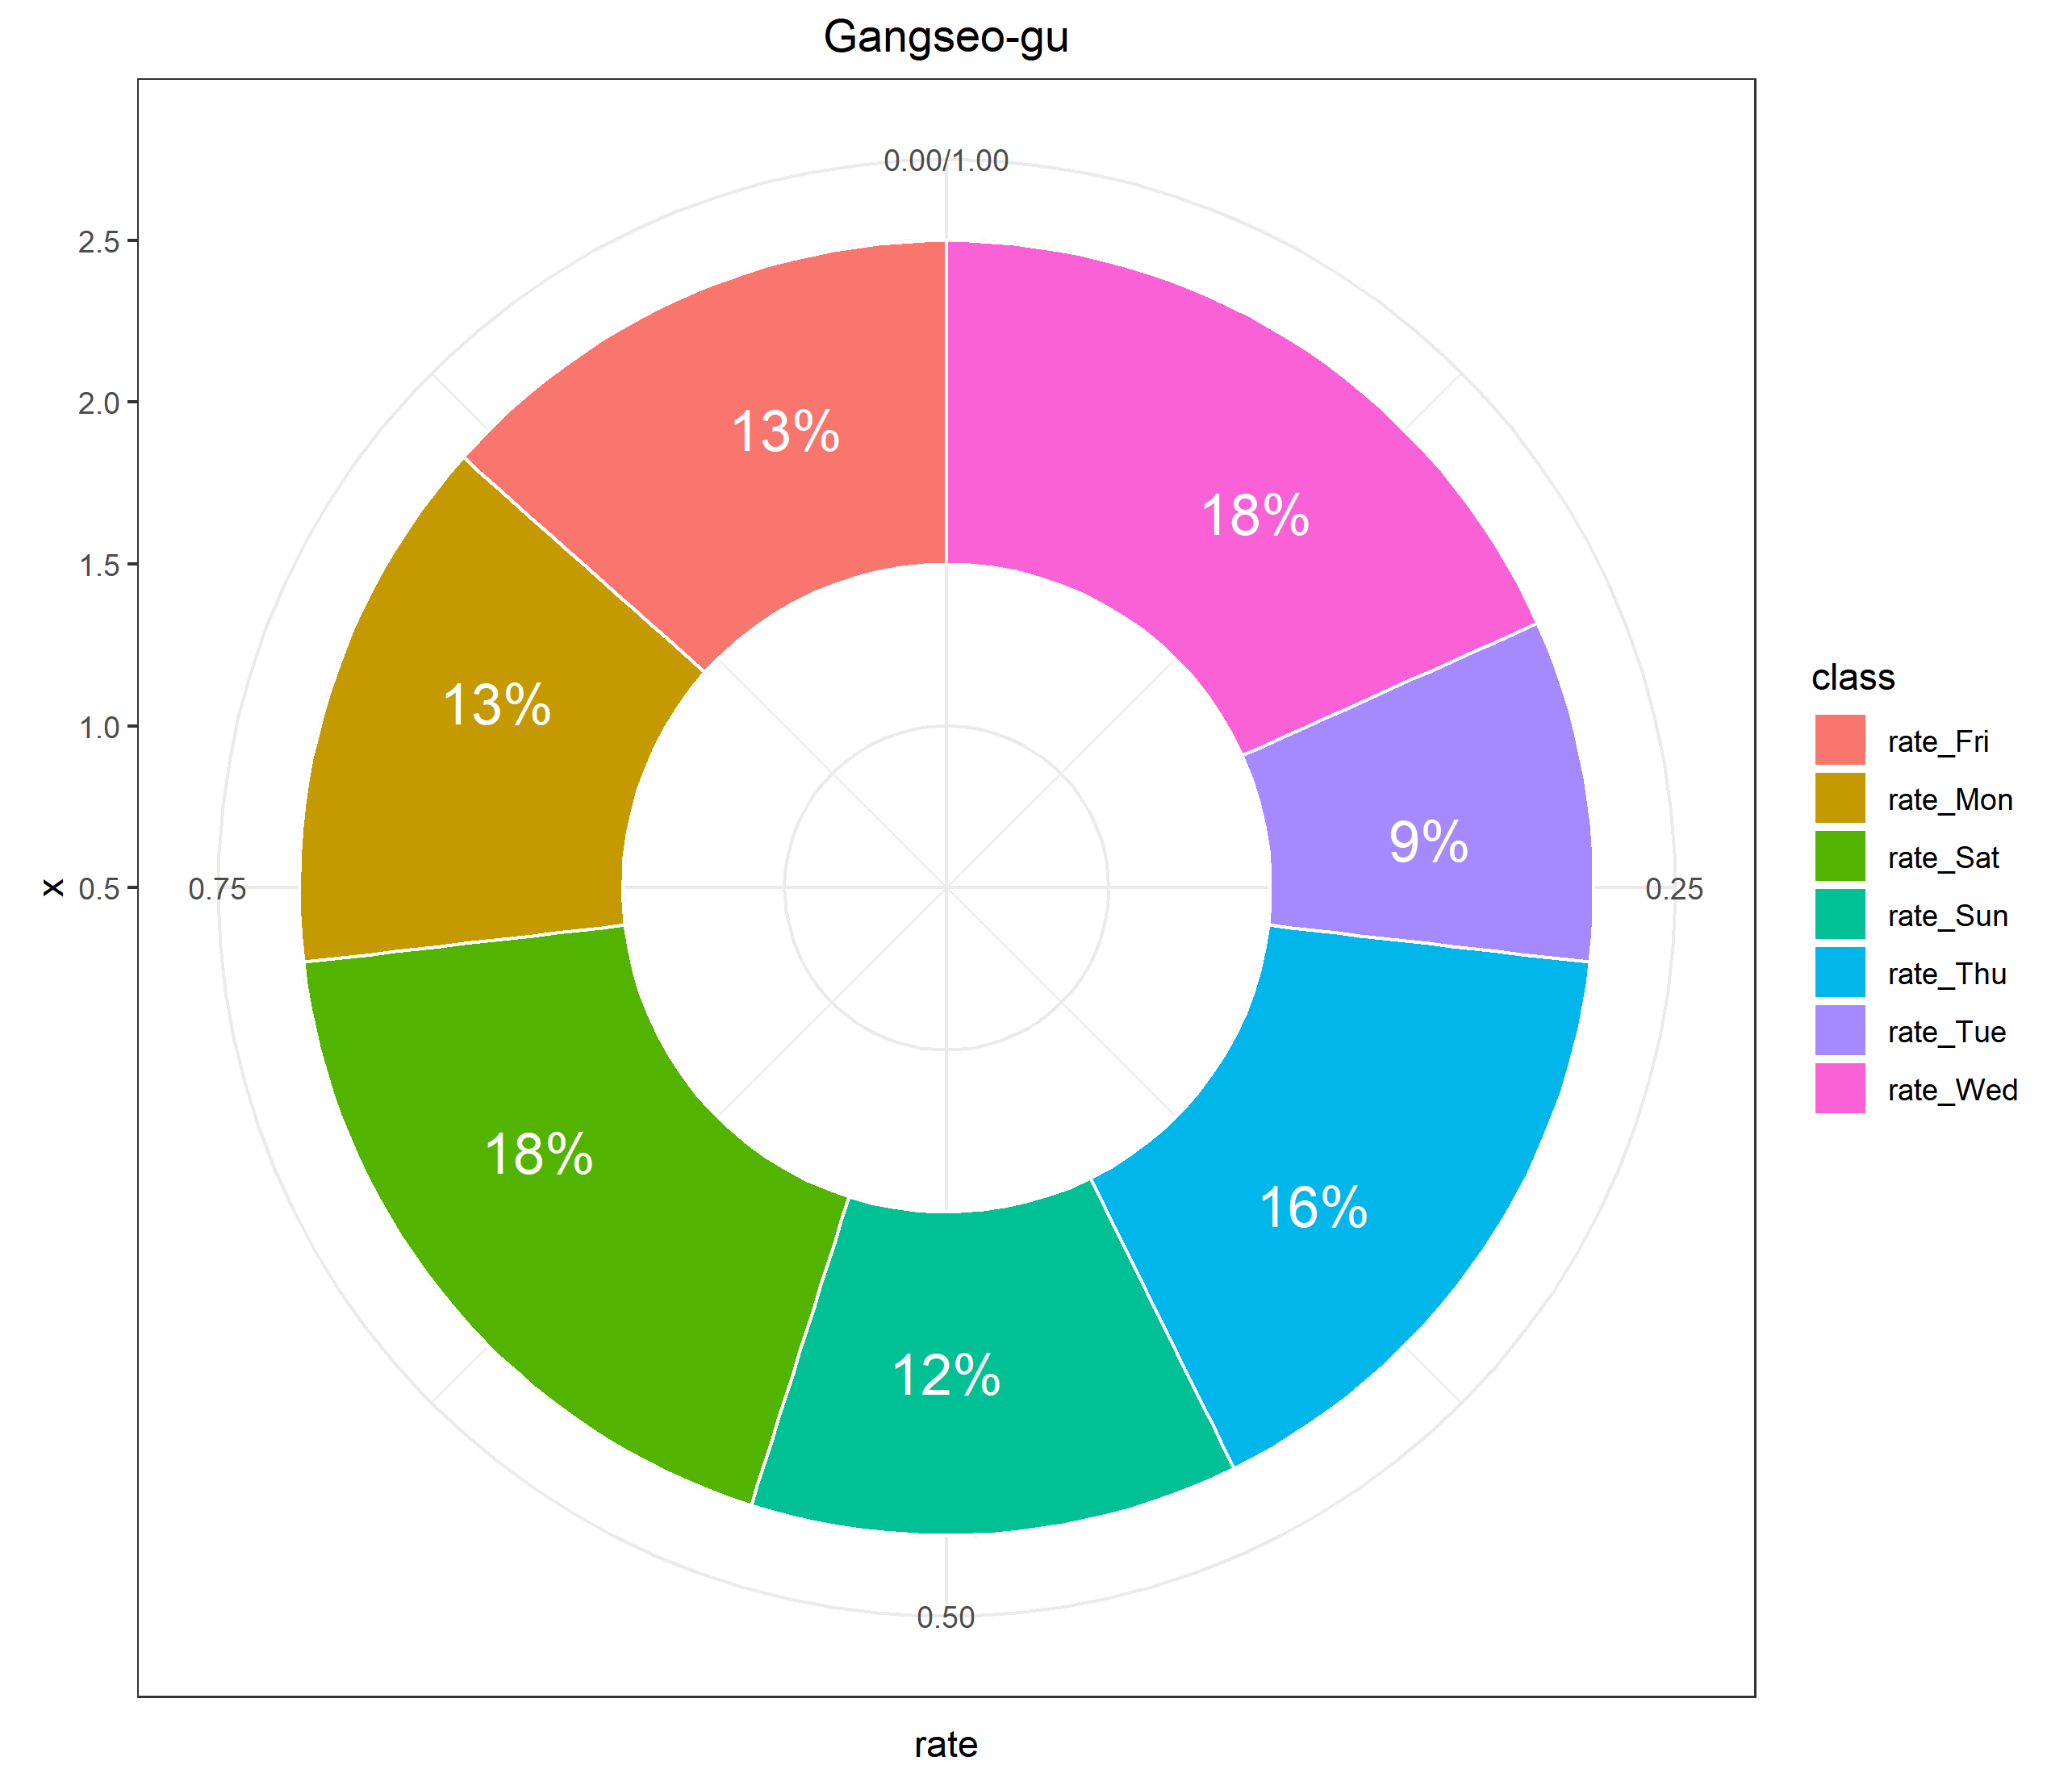 Gangseo-gu
0.00/1.00
2.5
2.0
1.5
1.0
x
0.5
0.75
0.25
0.50
13%
18%
13%
9%
18%
16%
12%
rate
class
rate_Fri
rate_Mon
rate_Sat
rate_Sun
rate_Thu
rate_Tue
rate_Wed